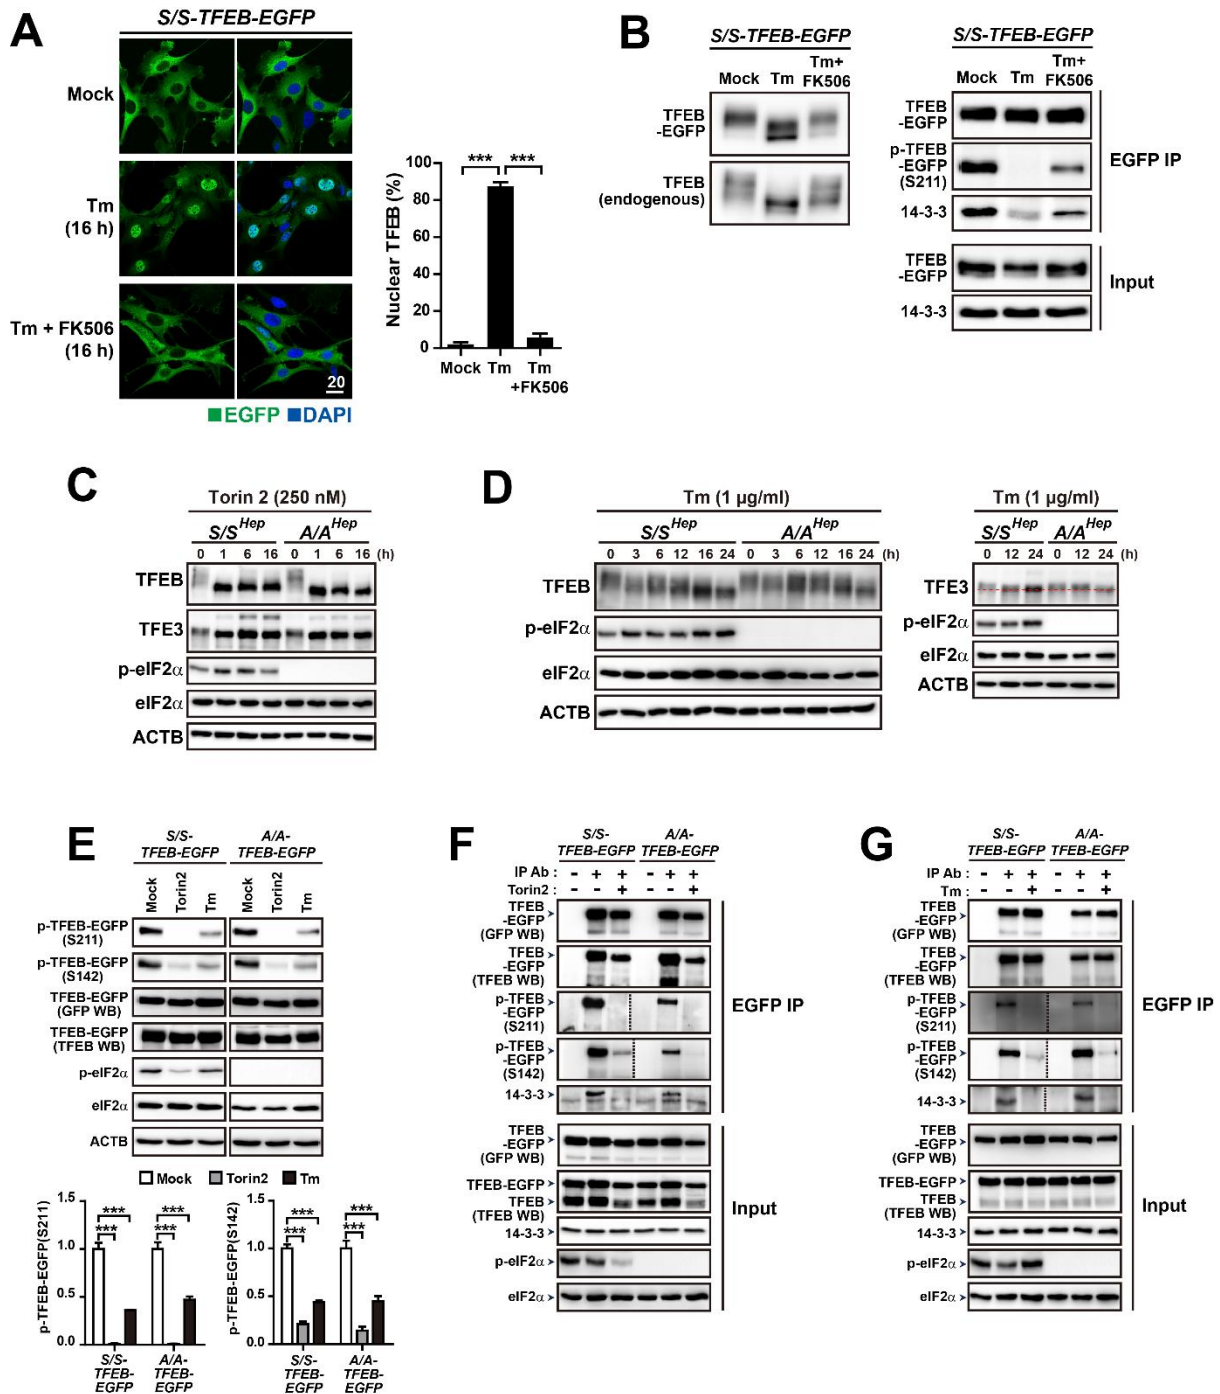 A
S/S-TFEB-EGFP
Mock
Tm
(16 h)
Tm + FK506
(16 h)
20
EGFP DAPI
Nuclear TFEB (%)
100
80
60
40
20
0
*** ***
Mock Tm Tm
+FK506
B
S/S-TFEB-EGFP
Mock Tm Tm+
FK506
TFEB
-EGFP
TFEB
(endogenous)
S/S-TFEB-EGFP
Mock Tm Tm+
FK506
TFEB
-EGFP
p-TFEB
-EGFP
(S211)
14-3-3
EGFP IP
TFEB
-EGFP
14-3-3
Input
C
Torin 2 (250 nM)
S/S^Hep A/A^Hep
0 1 6 16 0 1 6 16 (h)
TFEB
TFE3
p-eIF2α
eIF2α
ACTB
D
Tm (1 µg/ml)
S/S^Hep A/A^Hep
0 3 6 12 16 24 0 3 6 12 16 24 (h)
TFEB
p-eIF2α
eIF2α
ACTB
Tm (1 µg/ml)
S/S^Hep A/A^Hep
0 12 24 0 12 24 (h)
TFE3
p-eIF2α
eIF2α
ACTB
E
S/S-
TFEB-EGFP
A/A-
TFEB-EGFP
Mock Torin2 Tm Mock Torin2 Tm
p-TFEB-EGFP
(S211)
p-TFEB-EGFP
(S142)
TFEB-EGFP
(GFP WB)
TFEB-EGFP
(TFEB WB)
p-eIF2α
eIF2α
ACTB
Mock Torin2 Tm
p-TFEB-EGFP(S211)
1.5
1.0
0.5
0.0
*** ***
*** ***
S/S-
TFEB-
EGFP
A/A-
TFEB-
EGFP
p-TFEB-EGFP(S142)
1.5
1.0
0.5
0.0
*** ***
*** ***
S/S-
TFEB-
EGFP
A/A-
TFEB-
EGFP
F
S/S-
TFEB-EGFP
A/A-
TFEB-EGFP
IP Ab : - + + - + +
Torin2 : - - + - - +
TFEB
-EGFP
(GFP WB)
TFEB
-EGFP
(TFEB WB)
p-TFEB
-EGFP
(S211)
p-TFEB
-EGFP
(S142)
14-3-3
EGFP IP
TFEB
-EGFP
(GFP WB)
TFEB-EGFP
TFEB
(TFEB WB)
14-3-3
p-eIF2α
eIF2α
Input
G
S/S-
TFEB-EGFP
A/A-
TFEB-EGFP
IP Ab : - + + - + +
Tm : - - + - - +
TFEB
-EGFP
(GFP WB)
TFEB
-EGFP
(TFEB WB)
p-TFEB
-EGFP
(S211)
p-TFEB
-EGFP
(S142)
14-3-3
EGFP IP
TFEB
-EGFP
(GFP WB)
TFEB-EGFP
TFEB
(TFEB WB)
14-3-3
p-eIF2α
eIF2α
Input